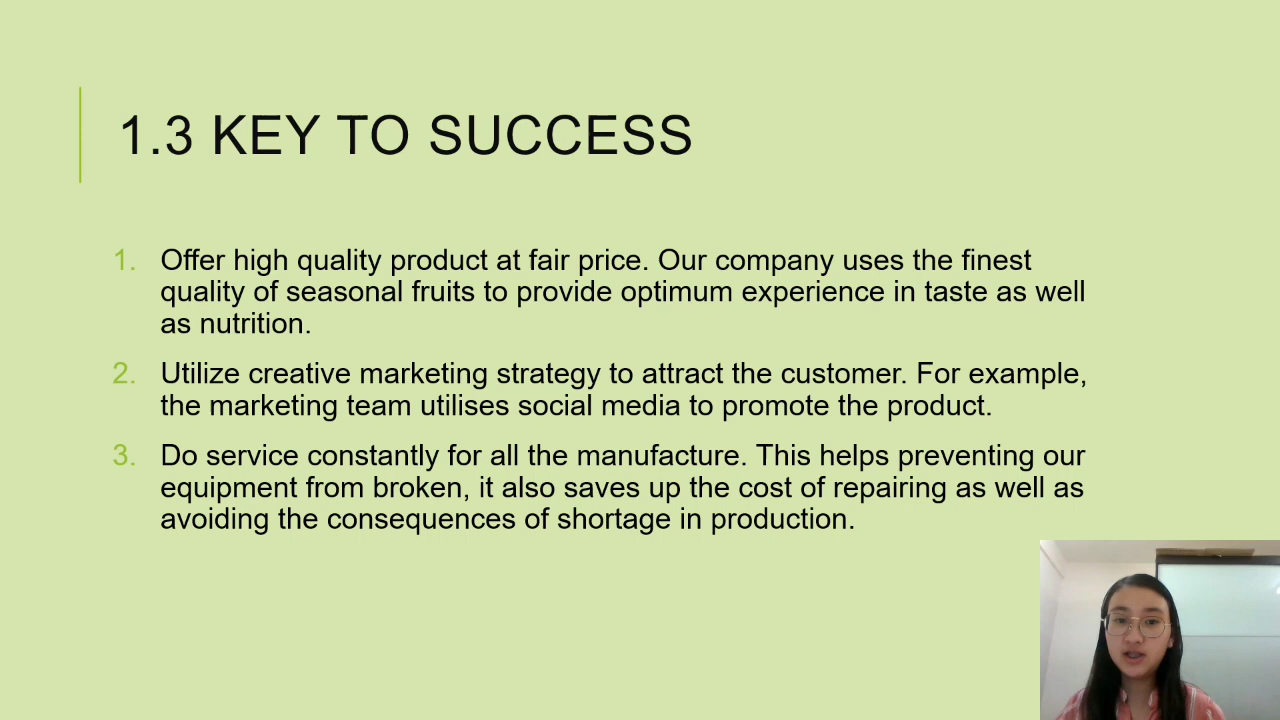 1.3 KEY TO SUCCESS
1. Offer high quality product at fair price. Our company uses the finest
quality of seasonal fruits to provide optimum experience in taste as well
as nutrition.
2. Utilize creative marketing strategy to attract the customer. For example,
the marketing team utilises social media to promote the product.
3. Do service constantly for all the manufacture. This helps preventing our
equipment from broken, it also saves up the cost of repairing as well as
avoiding the consequences of shortage in production.